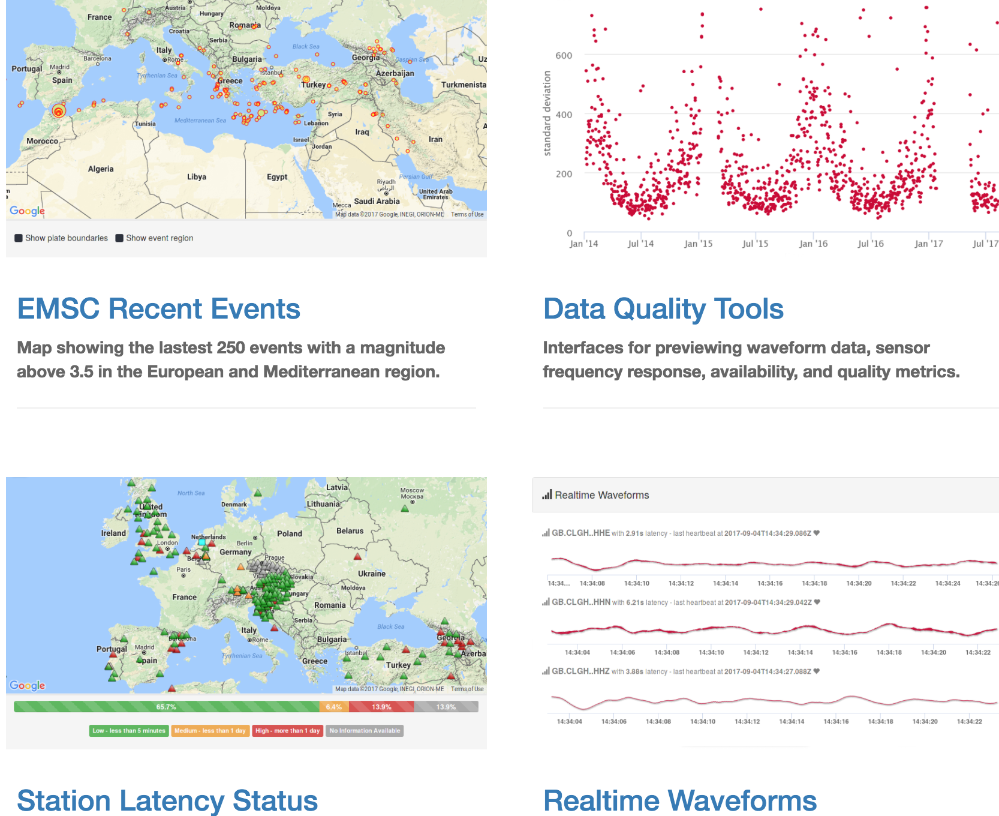 France
Austria
Hungary
Moldova
Croatia
Romania
Serbia
Italy
Rome
Black Sea
Portugal
Madrid
Spain
Barcelona
Bulgaria
Georgia
Caspian Sea
Uz
Tyrrhenian Sea
Istanbul
Greece
Turkey
Azerbaijan
Turkmenista
Tunisia
Mediterranean Sea
Syria
Lebanon
Morocco
Israel
Jordan
Iraq
Iran
Algeria
Libya
Egypt
Riyadh
الرياض
Persian Gulf
Saudi Arabia
United Arab
Emirates
Mecca
Google
Map data ©2017 Google, INEGI, ORION-ME Terms of Use
Show plate boundaries Show event region
standard deviation
600
400
200
0
Jan '14 Jul '14 Jan '15 Jul '15 Jan '16 Jul '16 Jan '17 Jul '17
EMSC Recent Events
Map showing the lastest 250 events with a magnitude
above 3.5 in the European and Mediterranean region.
Data Quality Tools
Interfaces for previewing waveform data, sensor
frequency response, availability, and quality metrics.
North Sea
Denmark
Latvia
Lithuania
Moscow
Москва
United
Kingdom
Ireland
London
Netherlands
Berlin
Poland
Belarus
Germany
Prague
Paris
Ukraine
Slovakia
France
Moldova
Romania
Serbia
Italy
Rome
Bulgaria
Black Sea
Georgia
Portugal
Madrid
Barcelona
Tyrrhenian Sea
Greece
Istanbul
Turkey
Azerba
Google
Map data ©2017 Google, INEGI, ORION-ME Terms of Use
65.7% 6.4% 13.9% 13.9%
Low - less than 5 minutes Medium - less than 1 day High - more than 1 day No Information Available
Realtime Waveforms
GB.CLGH..HHE with 2.91s latency - last heartbeat at 2017-09-04T14:34:29.086Z
14:34... 14:34:08 14:34:10 14:34:12 14:34:14 14:34:16 14:34:18 14:34:20 14:34:22 14:34:24 14:34:26
GB.CLGH..HHN with 6.21s latency - last heartbeat at 2017-09-04T14:34:29.042Z
14:34:04 14:34:06 14:34:08 14:34:10 14:34:12 14:34:14 14:34:16 14:34:18 14:34:20 14:34:22
GB.CLGH..HHZ with 3.88s latency - last heartbeat at 2017-09-04T14:34:27.088Z
14:34:04 14:34:06 14:34:08 14:34:10 14:34:12 14:34:14 14:34:16 14:34:18 14:34:20 14:34:22
Station Latency Status
Realtime Waveforms